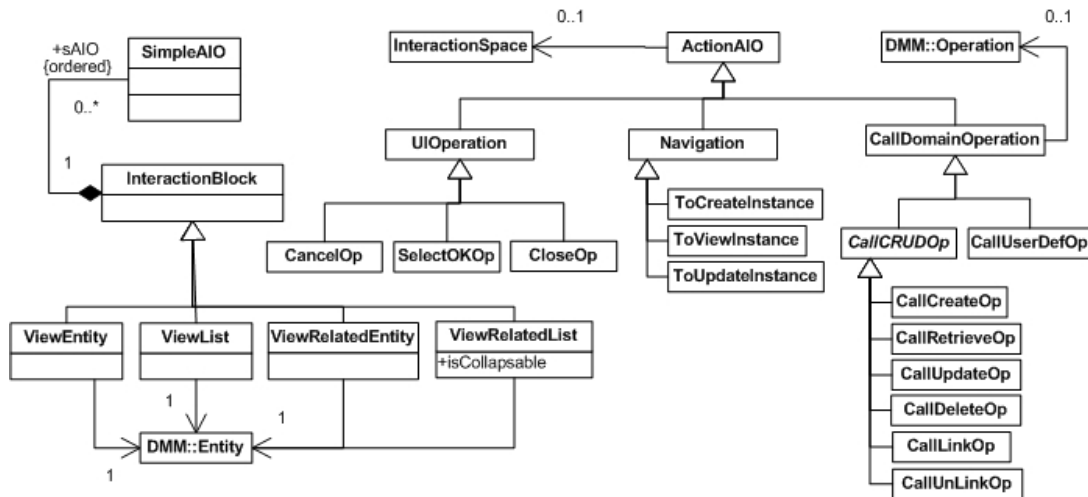 0..1
0..1
+sAIO
{ordered}
SimpleAIO
InteractionSpace
ActionAIO
DMM::Operation
0..*
1
UIOperation
Navigation
CallDomainOperation
InteractionBlock
ToCreateInstance
ToViewInstance
ToUpdateInstance
CancelOp
SelectOKOp
CloseOp
CallCRUDOp
CallUserDefOp
CallCreateOp
CallRetrieveOp
CallUpdateOp
CallDeleteOp
CallLinkOp
CallUnLinkOp
ViewEntity
ViewList
ViewRelatedEntity
ViewRelatedList
+isCollapsable
1
1
DMM::Entity
1